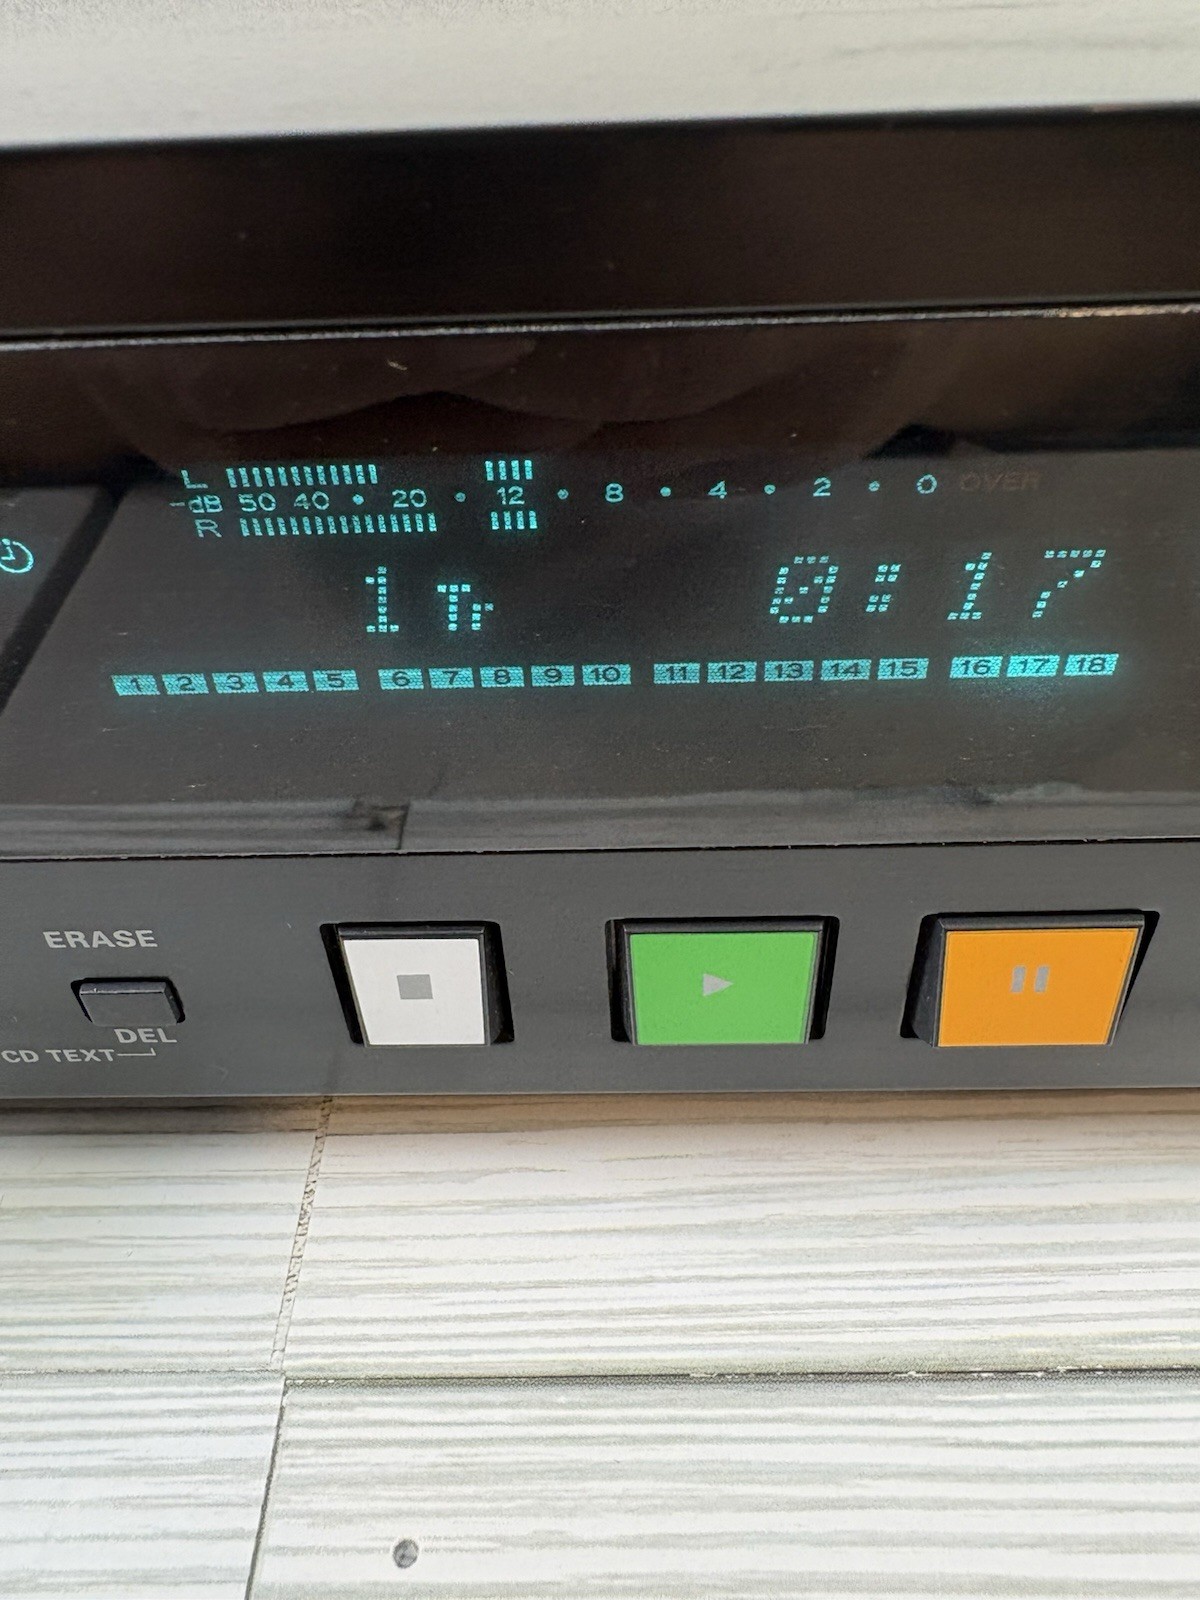 L
-dB 50 40 • 20 • 12 • 8 • 4 • 2 • 0 OVER
R
1 Tr 0:17
1 2 3 4 5 6 7 8 9 10 11 12 13 14 15 16 17 18
ERASE
DEL
CD TEXT